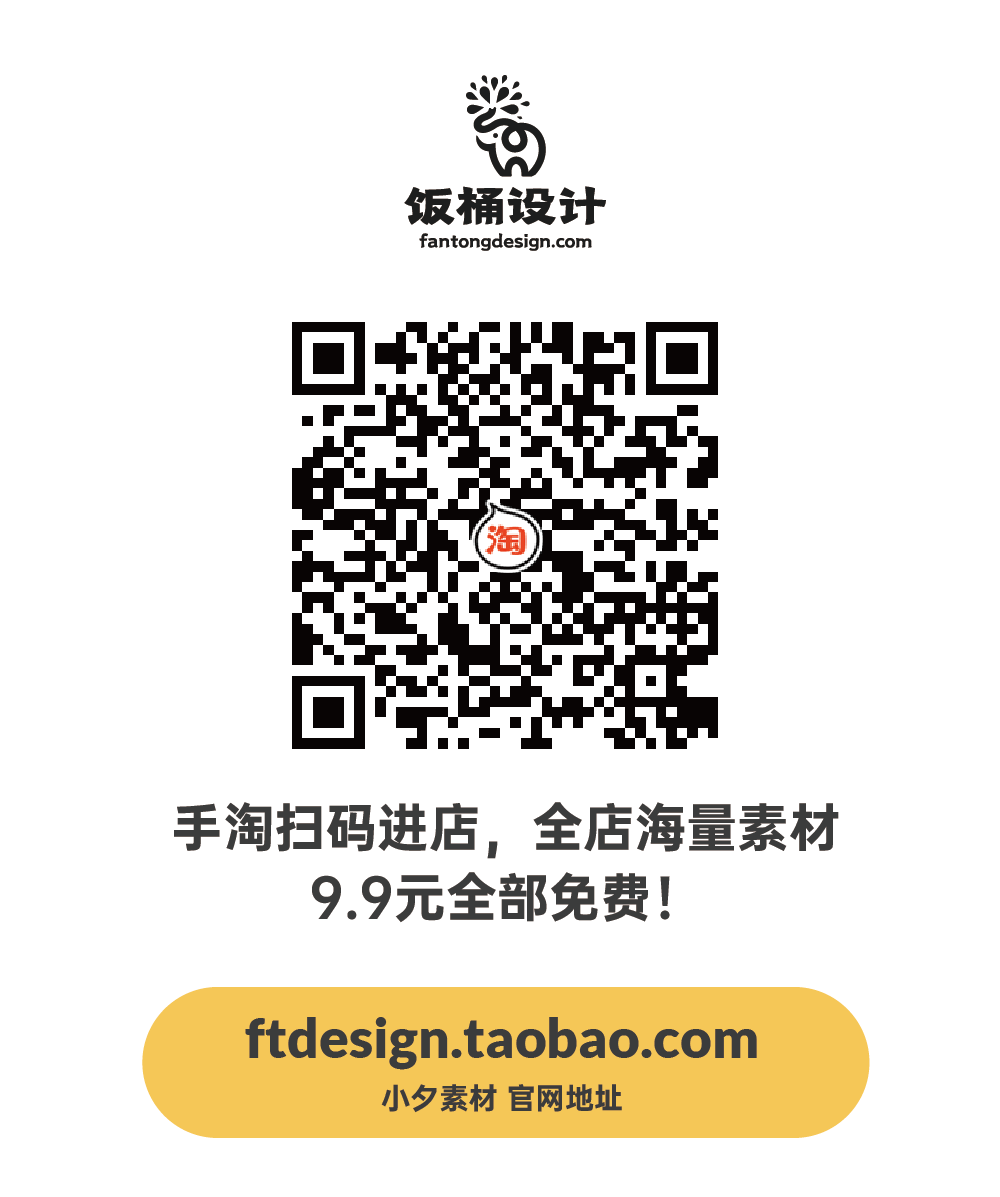 饭桶设计
fantongdesign.com
淘
手淘扫码进店，全店海量素材
9.9元全部免费！
ftdesign.taobao.com
小夕素材 官网地址